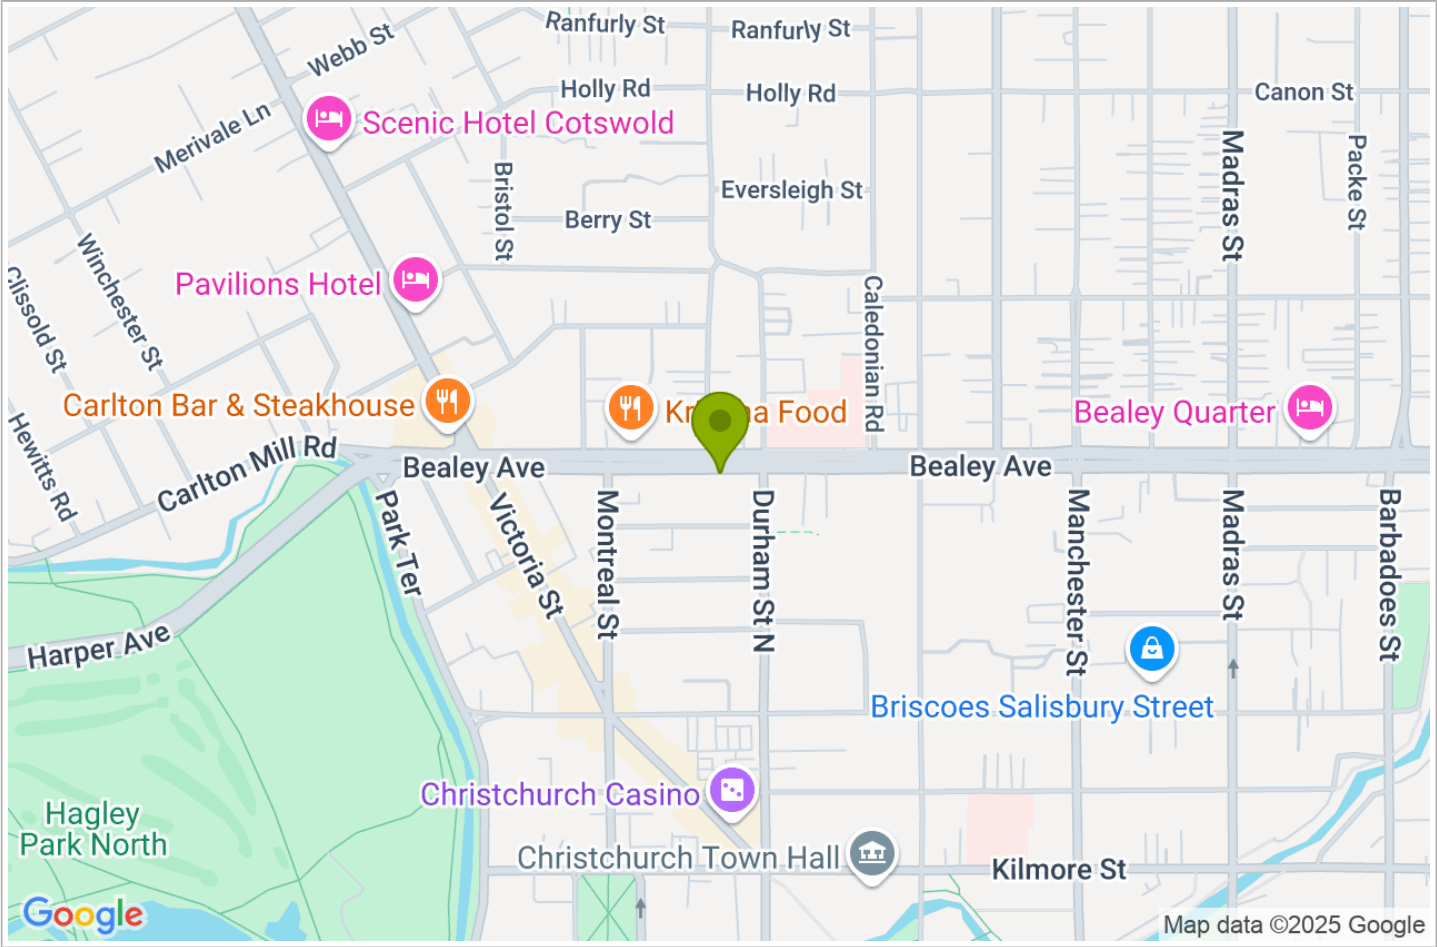 Ranfurly St
Ranfurly St
Webb St
Holly Rd
Holly Rd
Canon St
Scenic Hotel Cotswold
Merivale Ln
Madras St
Packe St
Bristol St
Eversleigh St
Berry St
Winchester St
Pavilions Hotel
Clissold St
Caledonian Rd
Carlton Bar & Steakhouse
Food
Bealey Quarter
Hewitts Rd
Carlton Mill Rd
Bealey Ave
Bealey Ave
Park Ter
Victoria St
Montreal St
Durham St N
Manchester St
Madras St
Barbadoes St
Harper Ave
Briscoes Salisbury Street
Christchurch Casino
Hagley
Park North
Christchurch Town Hall
Kilmore St
Google
Map data ©2025 Google